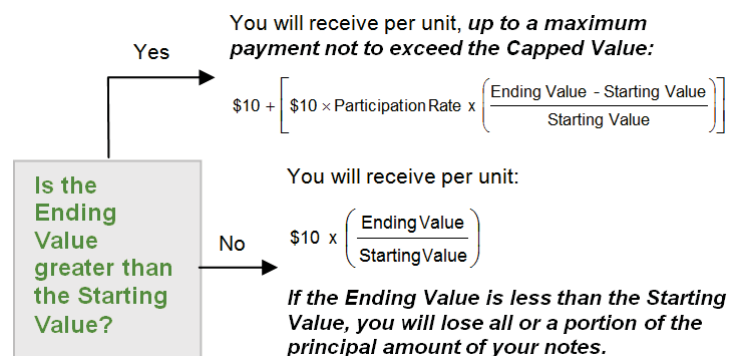 You will receive per unit, up to a maximum
payment not to exceed the Capped Value:
Yes
$10 + [$10 × Participation Rate x (Ending Value - Starting Value
Starting Value)]
Is the
Ending
Value
greater than
the Starting
Value?
No
You will receive per unit:
$10 x (Ending Value
Starting Value)
If the Ending Value is less than the Starting
Value, you will lose all or a portion of the
principal amount of your notes.